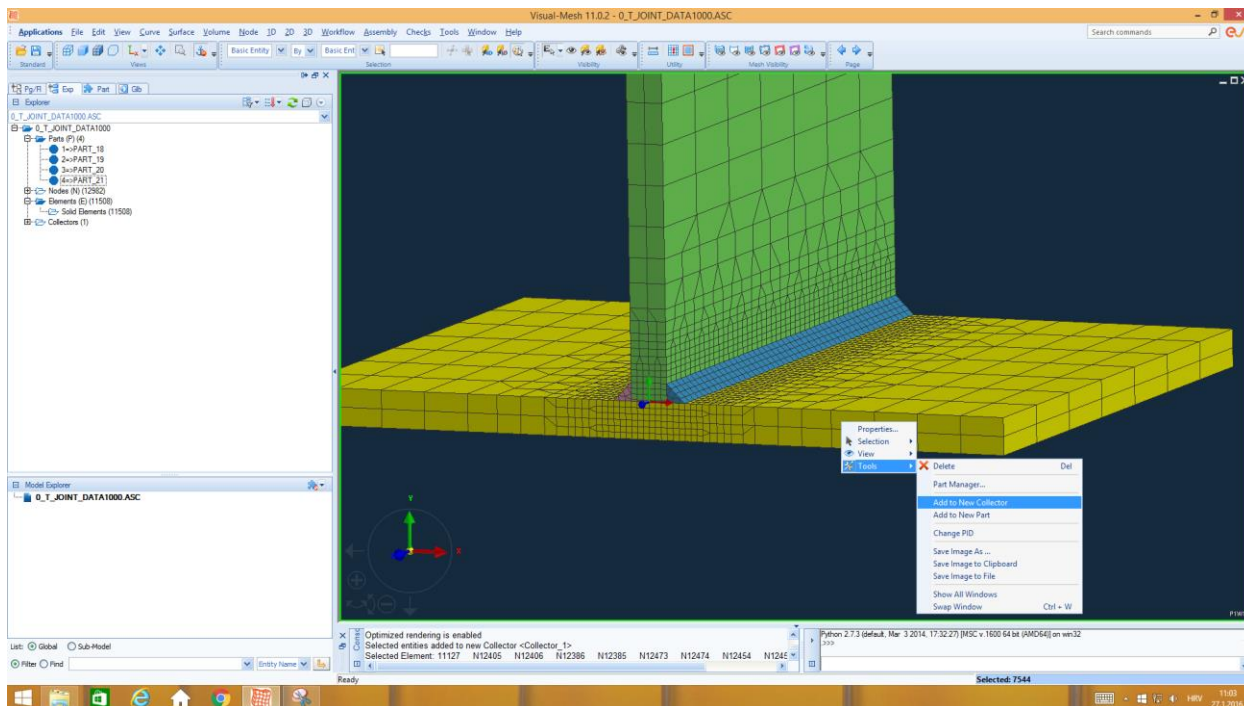 Visual-Mesh 11.0.2 - 0_T_JOINT_DATA1000.ASC
Applications File Edit View Curve Surface Volume Node 1D 2D 3D Workflow Assembly Checks Tools Window Help
Search commands
Basic Entity By Basic Ent
Standard Views Selection Visibility Utility Mesh Visibility Page
Pg/R Exp Part Glb
Explorer
0_T_JOINT_DATA1000.ASC
0_T_JOINT_DATA1000
Parts (P) (4)
1=>PART_18
2=>PART_19
3=>PART_20
4=>PART_21
Nodes (N) (12982)
Elements (E) (11508)
Solid Elements (11508)
Collectors (1)
Model Explorer
0_T_JOINT_DATA1000.ASC
List: Global Sub-Model
Filter Find Entity Name
Y
X
Properties...
Selection
View
Tools
Delete Del
Part Manager...
Add to New Collector
Add to New Part
Change PID
Save Image As ...
Save Image to Clipboard
Save Image to File
Show All Windows
Swap Window Ctrl + W
Optimized rendering is enabled
Selected entities added to new Collector <Collector_1>
Selected Element: 11127 N12405 N12406 N12386 N12385 N12473 N12474 N12454 N1245
Python 2.7.3 (default, Mar 3 2014, 17:32:27) [MSC v.1600 64 bit (AMD64)] on win32
>>>
Ready
Selected: 7544
HRV
11:03
27.1.2016